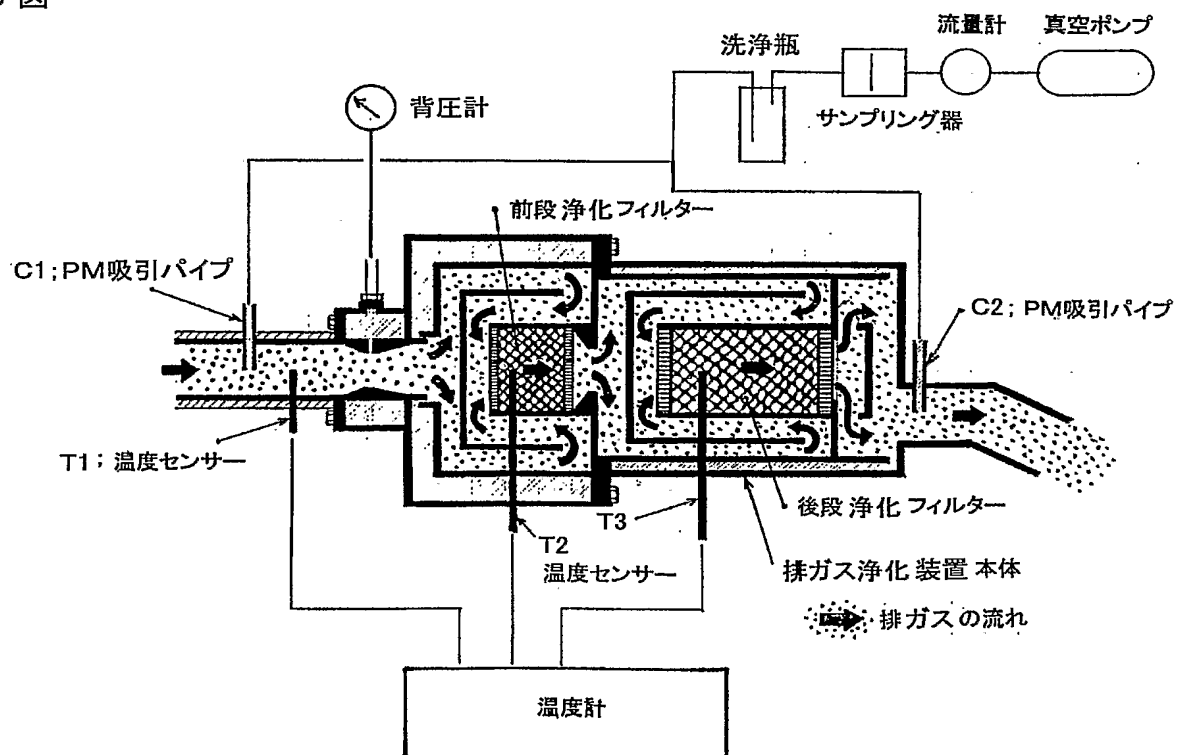 図
流量計
真空ポンプ
洗浄瓶
サンプリング器
背圧計
前段浄化フィルター
C1;PM吸引パイプ
C2;PM吸引パイプ
T1;温度センサー
T2
温度センサー
T3
後段浄化フィルター
排ガス浄化装置本体
排ガスの流れ
温度計